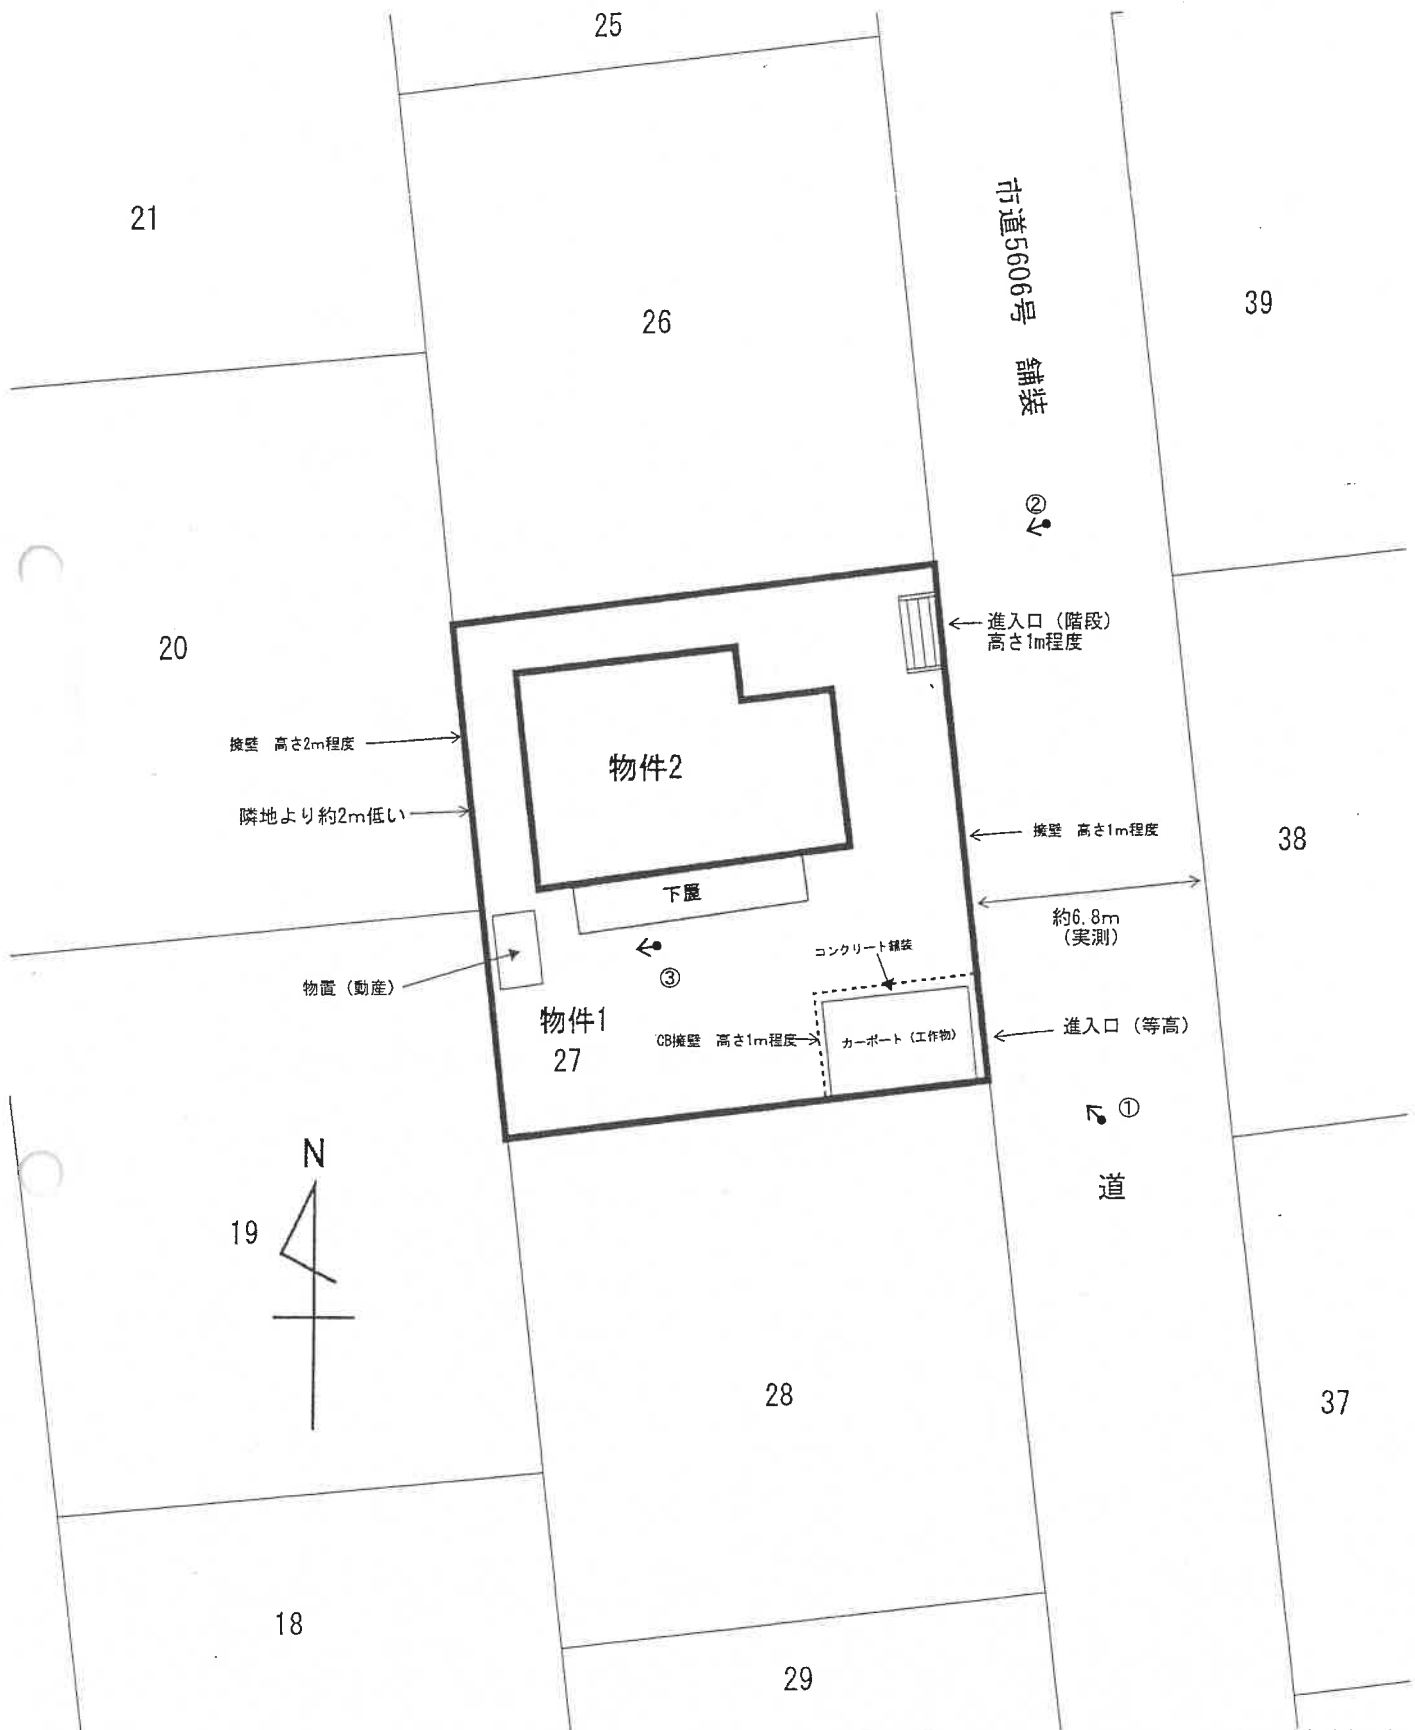 25
21
市道5606号 舗装
39
26
②
進入口（階段）
高さ1m程度
20
擁壁 高さ2m程度
物件2
隣地より約2m低い
擁壁 高さ1m程度
38
下屋
約6.8m
（実測）
コンクリート舗装
物置（動産）
③
物件1
27
CB擁壁 高さ1m程度
カーポート（工作物）
進入口（等高）
①
N
道
19
28
37
18
29